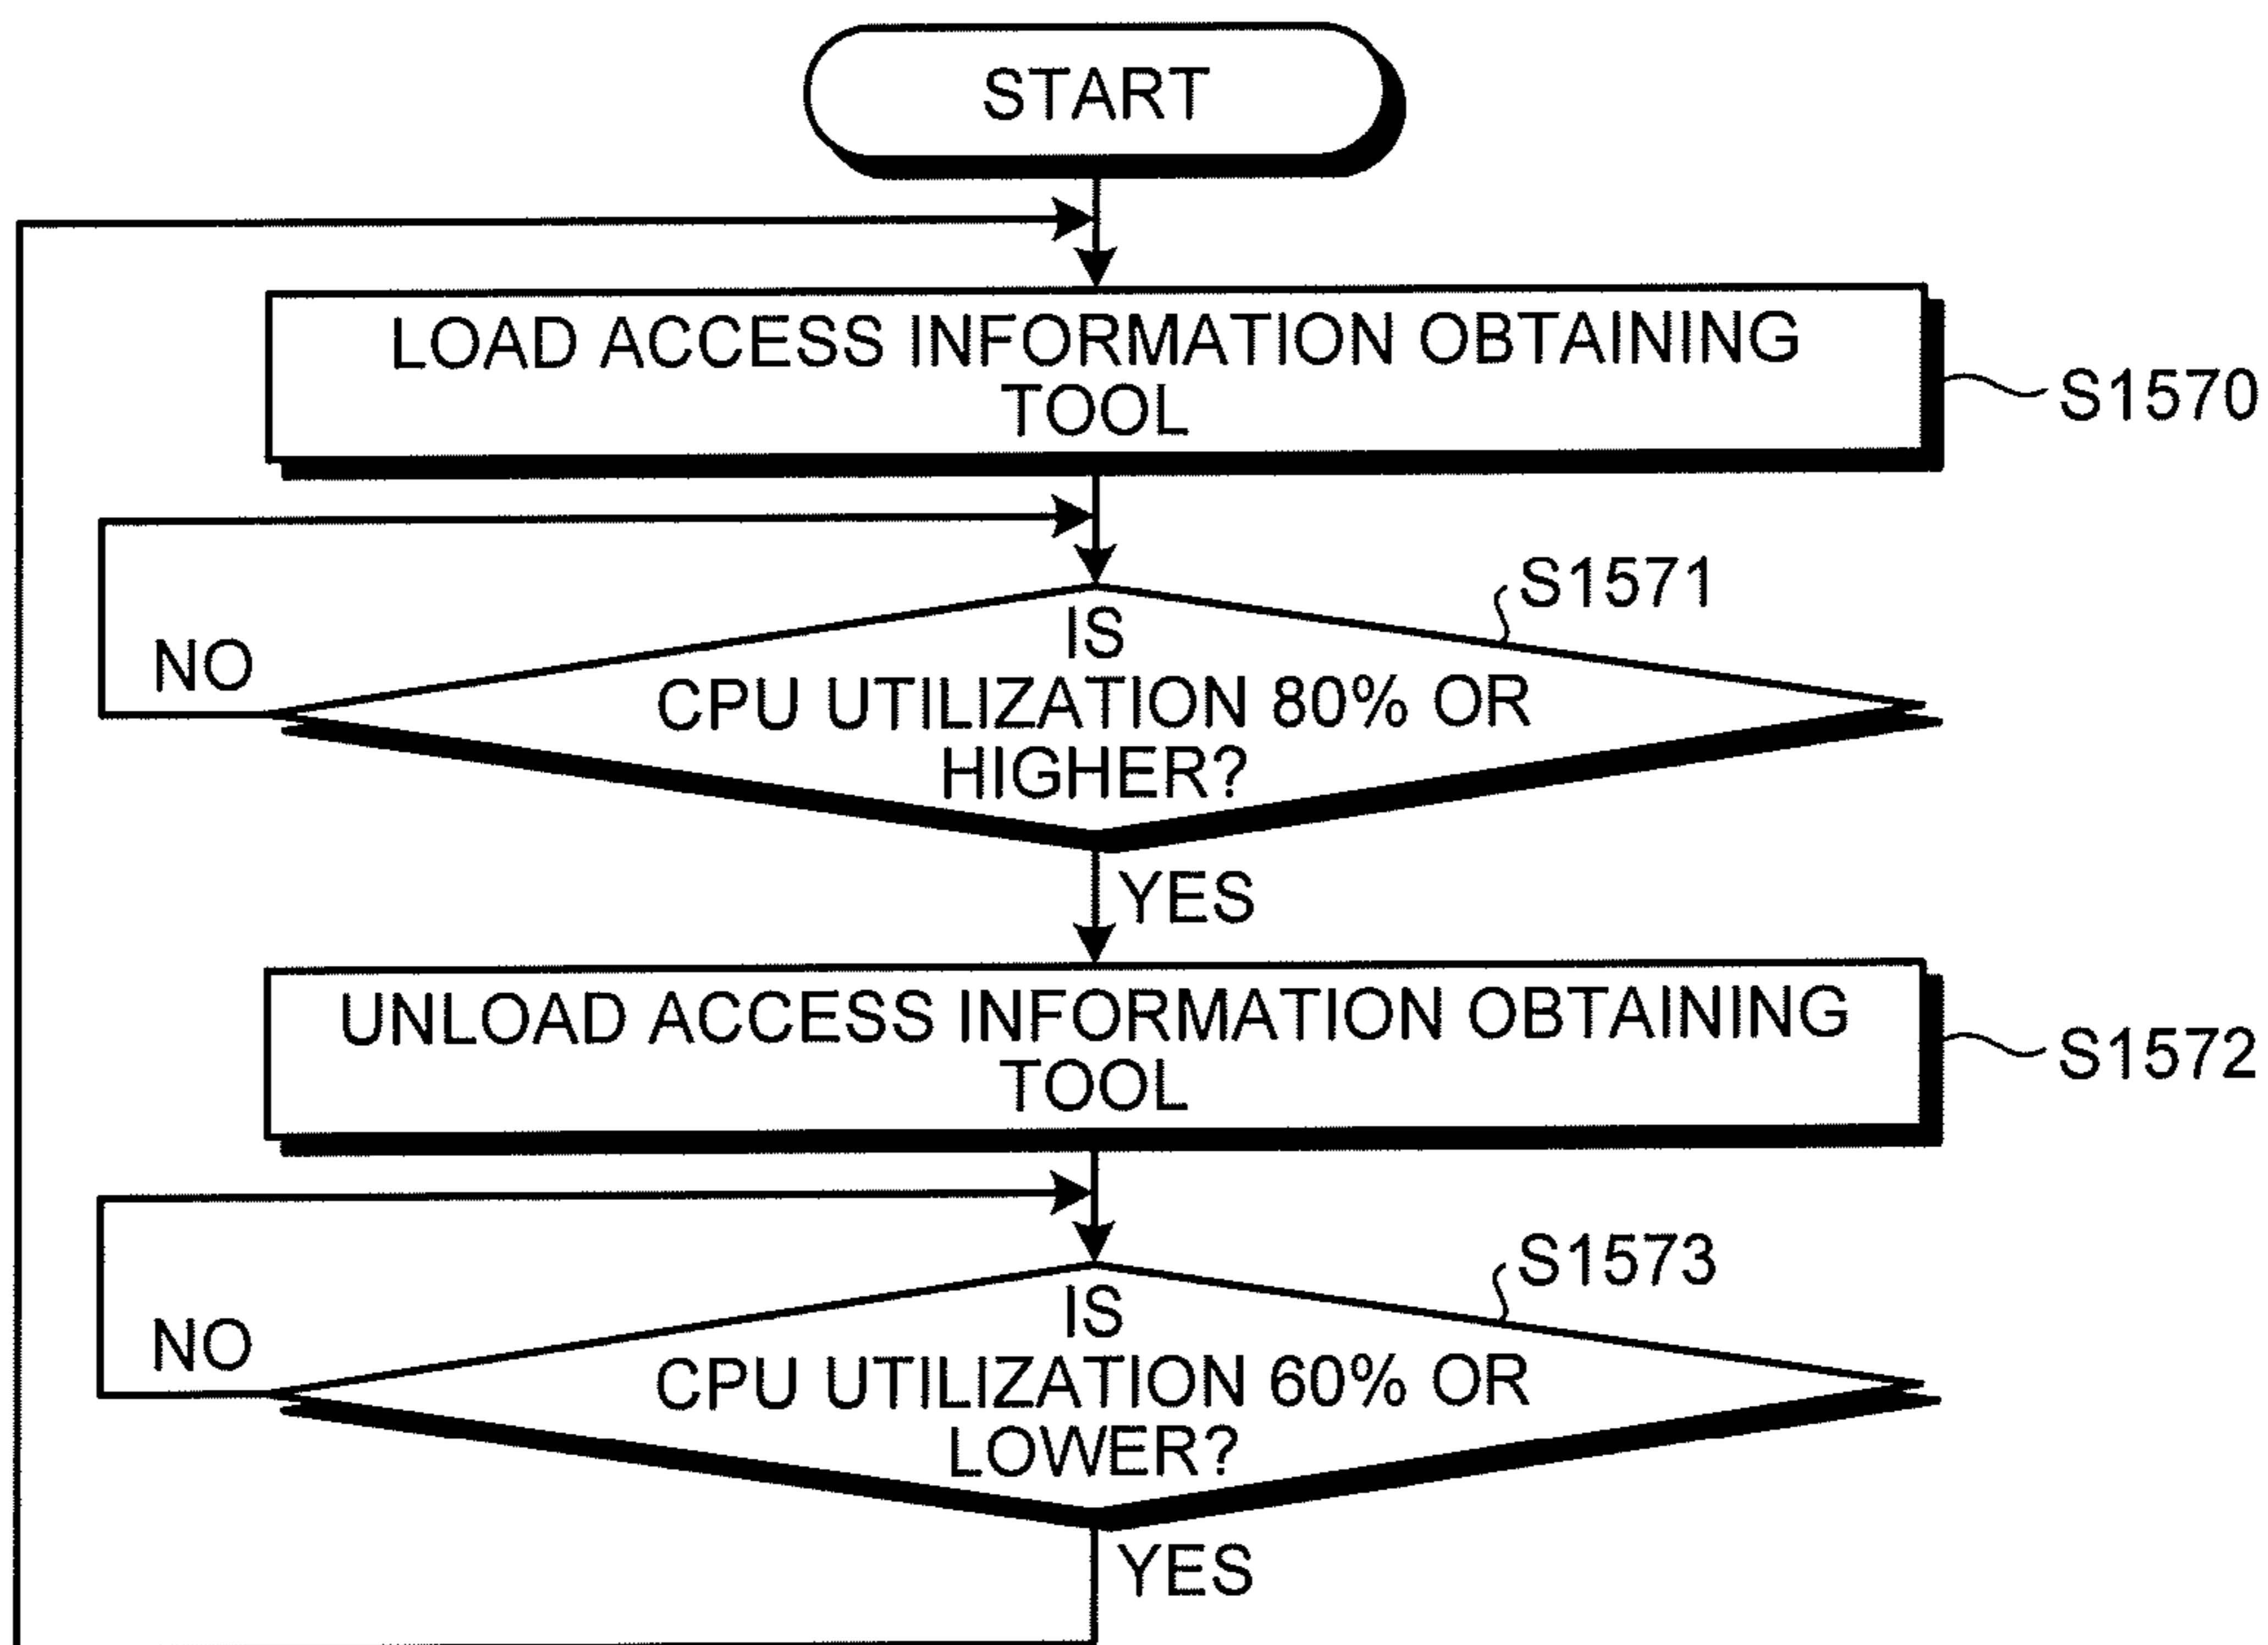 START
LOAD ACCESS INFORMATION OBTAINING
TOOL
S1570
S1571
IS
NO
CPU UTILIZATION 80% OR
HIGHER?
YES
UNLOAD ACCESS INFORMATION OBTAINING
TOOL
S1572
S1573
IS
NO
CPU UTILIZATION 60% OR
LOWER?
YES